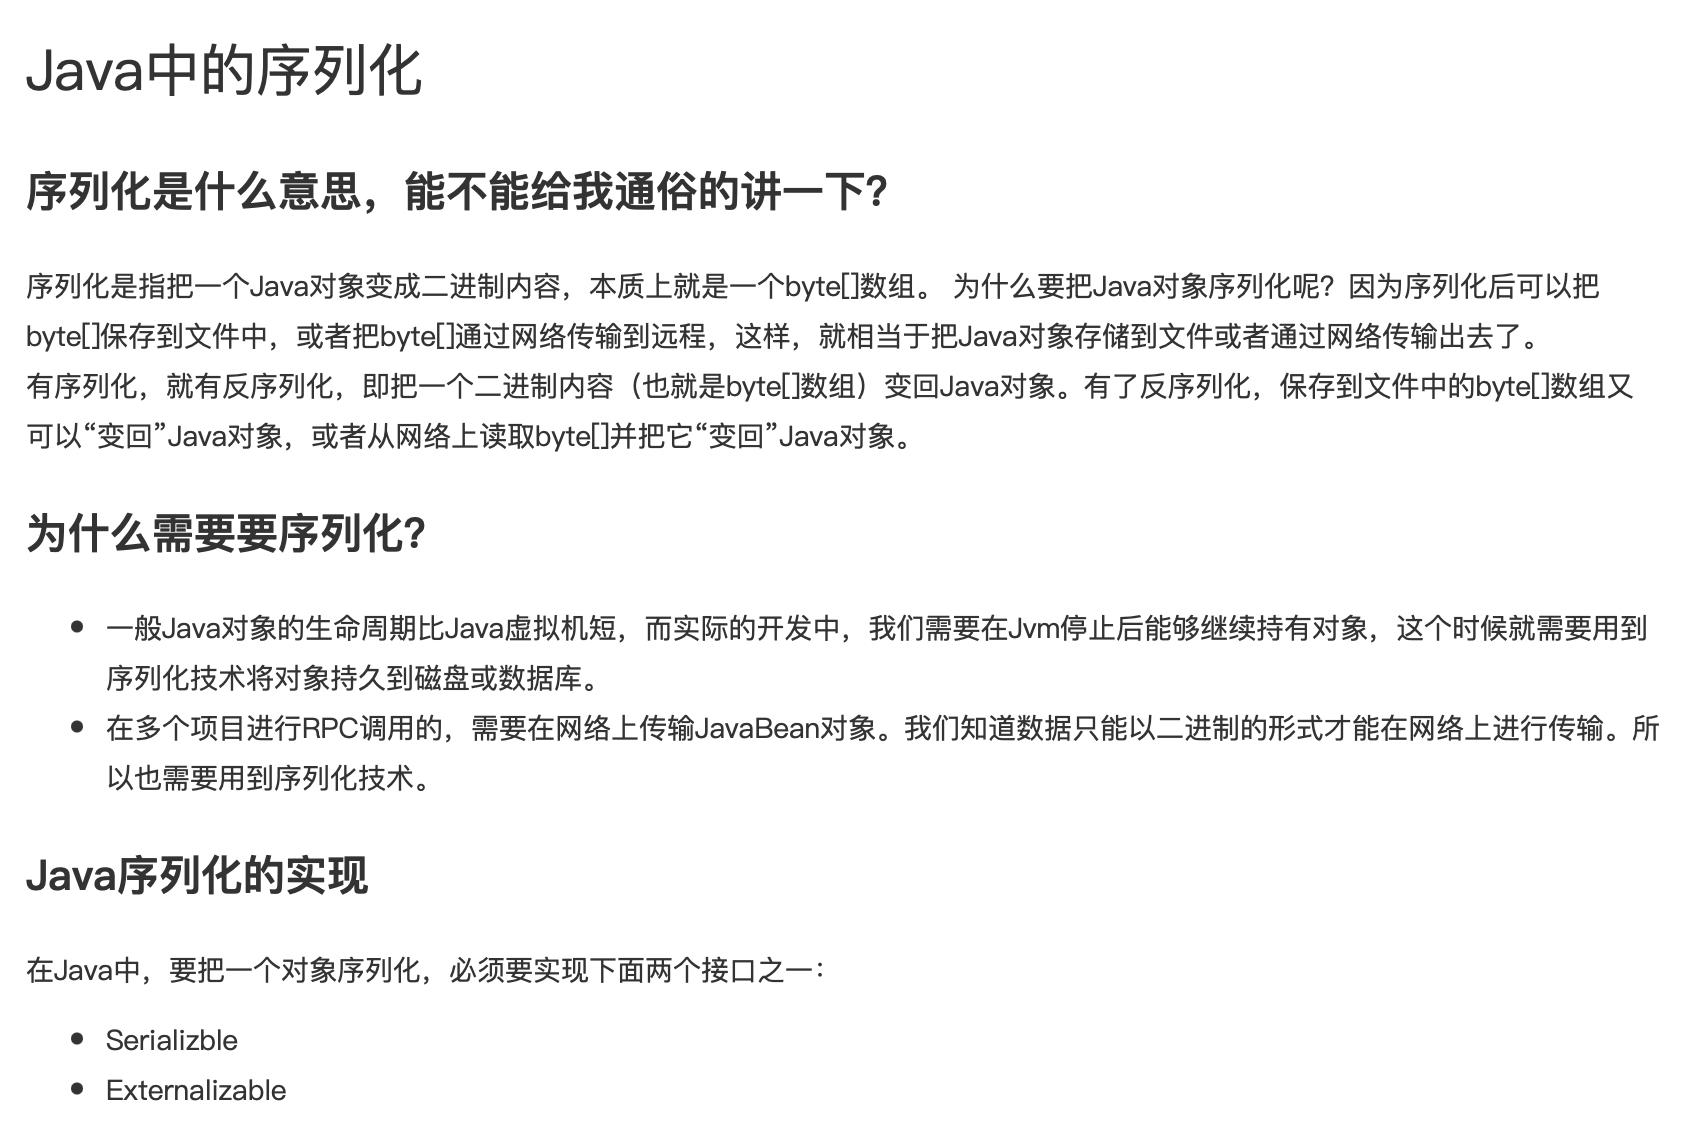 Java中的序列化
序列化是什么意思，能不能给我通俗的讲一下？
序列化是指把一个Java对象变成二进制内容，本质上就是一个byte[]数组。 为什么要把Java对象序列化呢？因为序列化后可以把
byte[]保存到文件中，或者把byte[]通过网络传输到远程，这样，就相当于把Java对象存储到文件或者通过网络传输出去了。
有序列化，就有反序列化，即把一个二进制内容（也就是byte[]数组）变回Java对象。有了反序列化，保存到文件中的byte[]数组又
可以“变回”Java对象，或者从网络上读取byte[]并把它“变回”Java对象。
为什么需要要序列化？
• 一般Java对象的生命周期比Java虚拟机短，而实际的开发中，我们需要在Jvm停止后能够继续持有对象，这个时候就需要用到
序列化技术将对象持久到磁盘或数据库。
• 在多个项目进行RPC调用的，需要在网络上传输JavaBean对象。我们知道数据只能以二进制的形式才能在网络上进行传输。所
以也需要用到序列化技术。
Java序列化的实现
在Java中，要把一个对象序列化，必须要实现下面两个接口之一：
• Serializble
• Externalizable